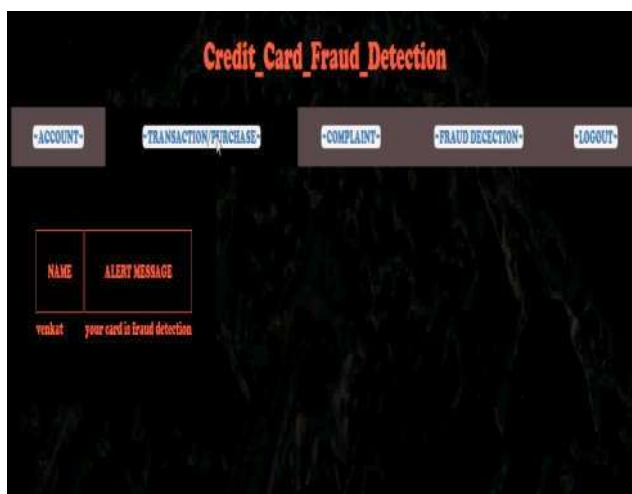 Credit_Card_Fraud_Detection
-ACCOUNT- -TRANSACTION/PURCHASE- -COMPLAINT- -FRAUD DECECTION- -LOGOUT-
NAME ALERT MESSAGE
venkat your card is fraud detection